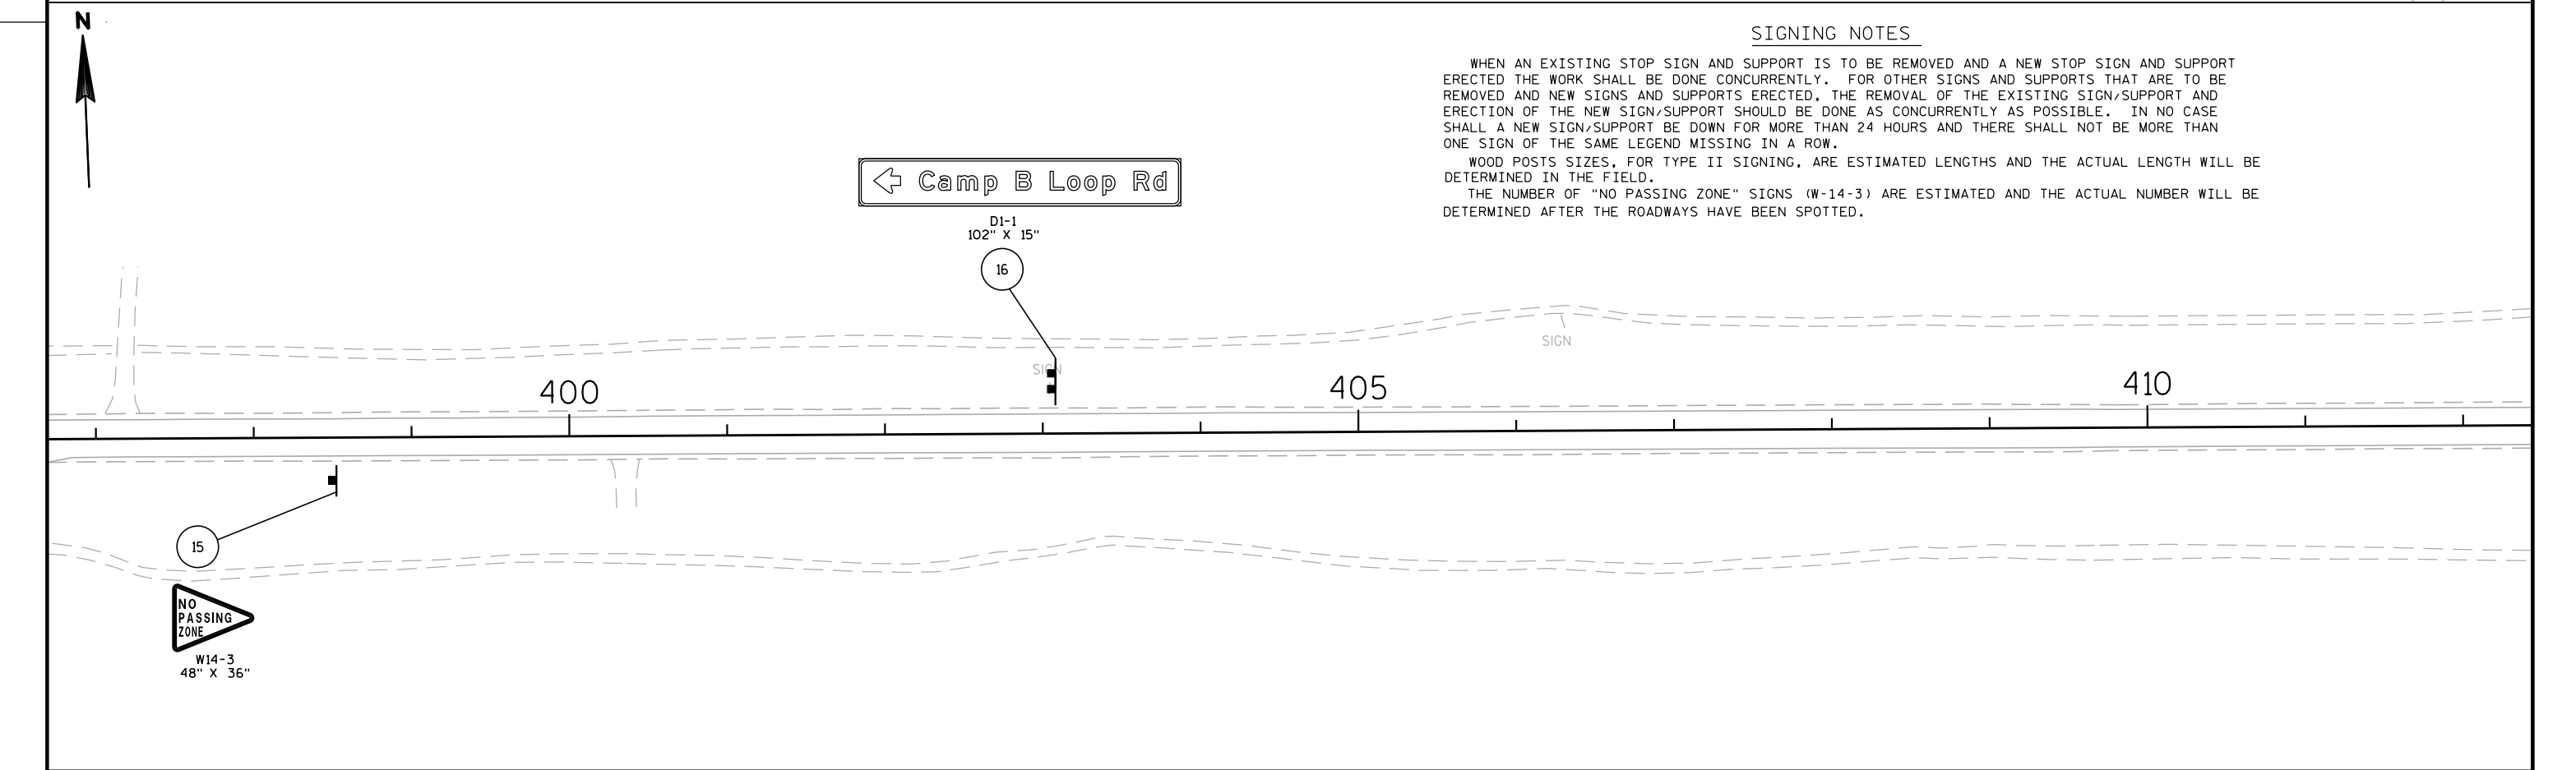 N
SIGNING NOTES
WHEN AN EXISTING STOP SIGN AND SUPPORT IS TO BE REMOVED AND A NEW STOP SIGN AND SUPPORT
ERECTED THE WORK SHALL BE DONE CONCURRENTLY. FOR OTHER SIGNS AND SUPPORTS THAT ARE TO BE
REMOVED AND NEW SIGNS AND SUPPORTS ERECTED, THE REMOVAL OF THE EXISTING SIGN/SUPPORT AND
ERECTION OF THE NEW SIGN/SUPPORT SHOULD BE DONE AS CONCURRENTLY AS POSSIBLE. IN NO CASE
SHALL A NEW SIGN/SUPPORT BE DOWN FOR MORE THAN 24 HOURS AND THERE SHALL NOT BE MORE THAN
ONE SIGN OF THE SAME LEGEND MISSING IN A ROW.
WOOD POSTS SIZES, FOR TYPE II SIGNING, ARE ESTIMATED LENGTHS AND THE ACTUAL LENGTH WILL BE
DETERMINED IN THE FIELD.
THE NUMBER OF "NO PASSING ZONE" SIGNS (W-14-3) ARE ESTIMATED AND THE ACTUAL NUMBER WILL BE
DETERMINED AFTER THE ROADWAYS HAVE BEEN SPOTTED.
Camp B Loop Rd
D1-1
102" X 15"
16
SIGN
SIGN
400
405
410
15
NO
PASSING
ZONE
W14-3
48" X 36"